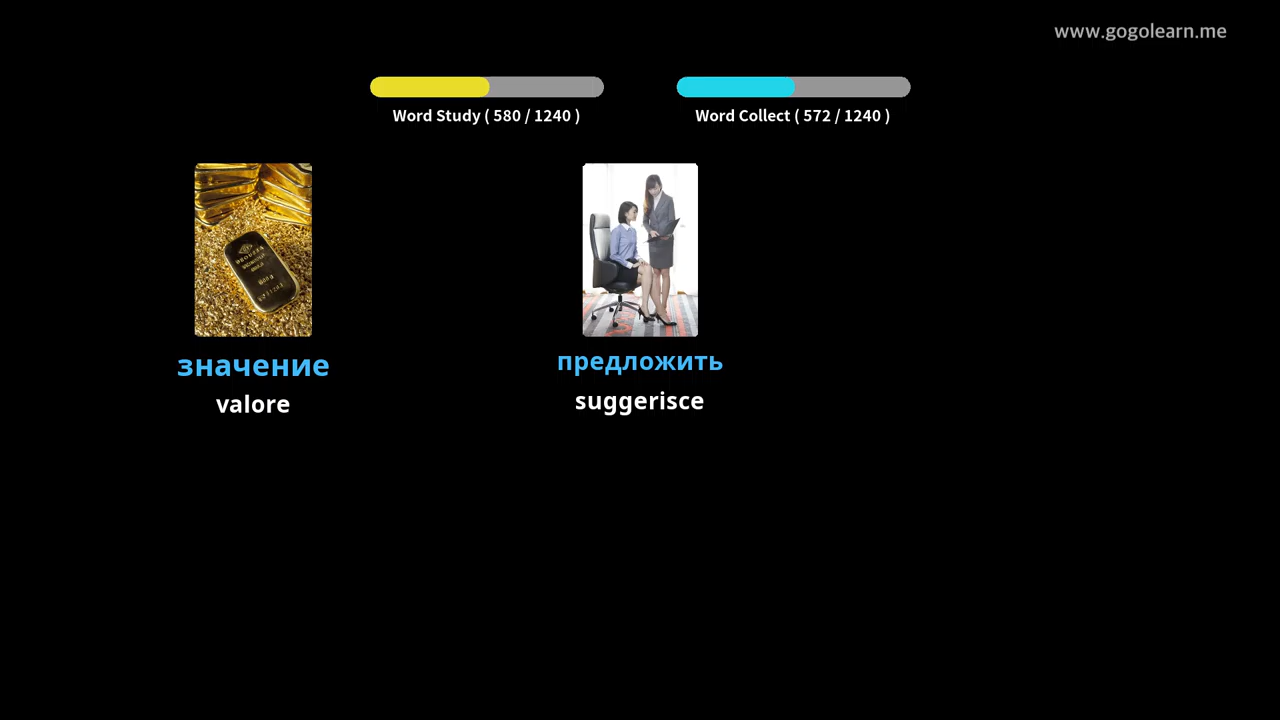 www.gogolearn.me
Word Study ( 580 / 1240 )
Word Collect ( 572 / 1240 )
значение
valore
предложить
suggerisce